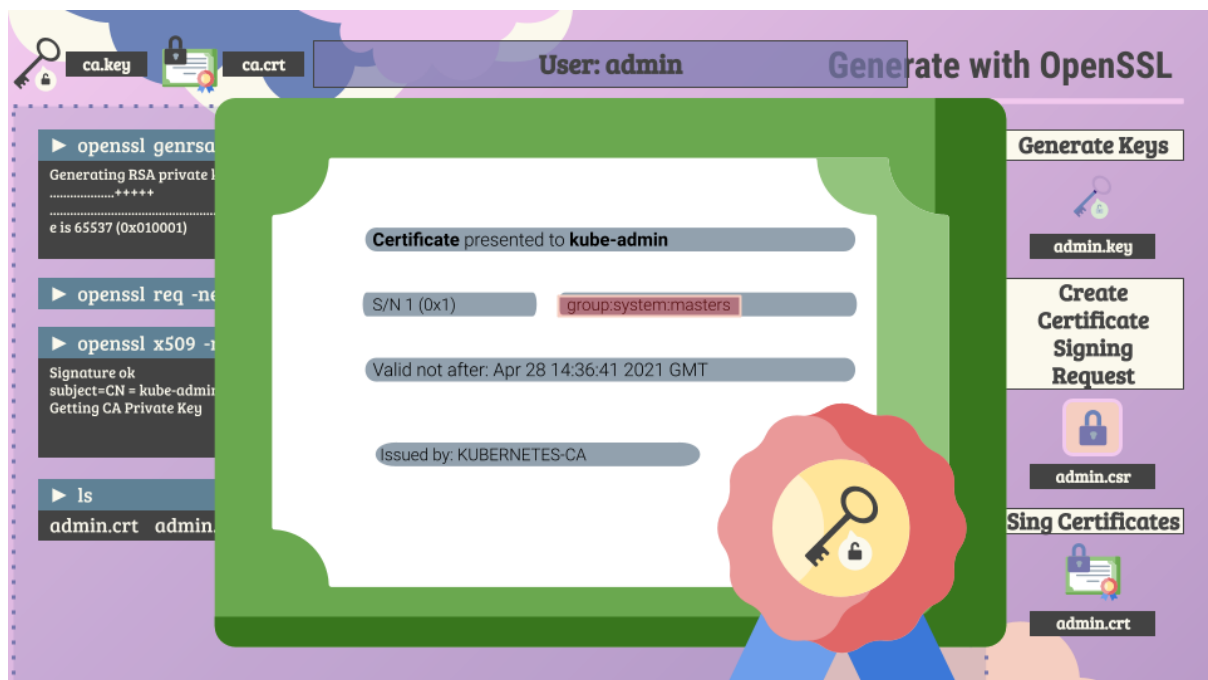 ca.key
ca.crt
User: admin
Generate with OpenSSL
► openssl genrsa
Generating RSA private
....................+++++
e is 65537 (0x010001)
► openssl req
► openssl x509
Signature ok
subject=CN = kube-admin
Getting CA Private Key
► ls
admin.crt admin.
Certificate presented to kube-admin
S/N 1 (0x1) group:system:masters
Valid not after: Apr 28 14:36:41 2021 GMT
Issued by: KUBERNETES-CA
Generate Keys
admin.key
Create
Certificate
Signing
Request
admin.csr
Sing Certificates
admin.crt